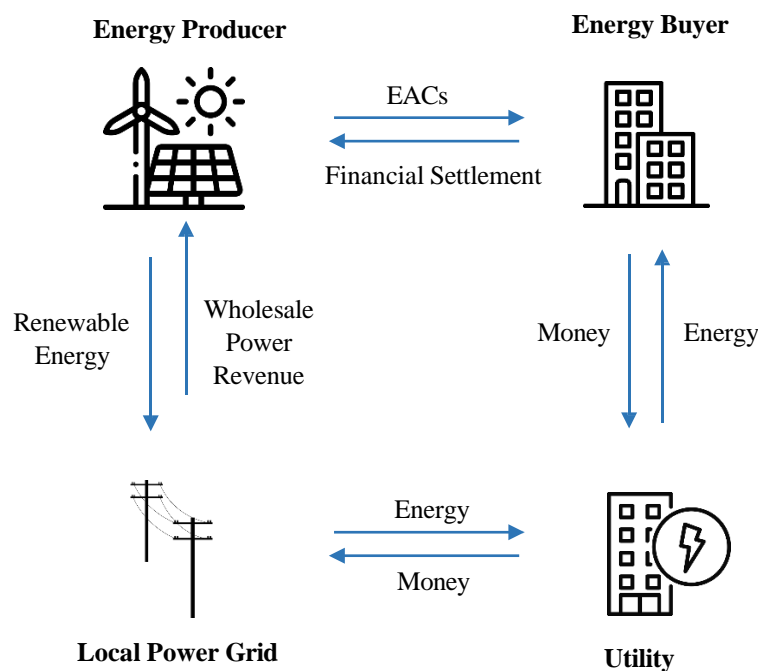 Energy Producer
Energy Buyer
EACs
Financial Settlement
Renewable
Energy
Wholesale
Power
Revenue
Money
Energy
Energy
Money
Local Power Grid
Utility